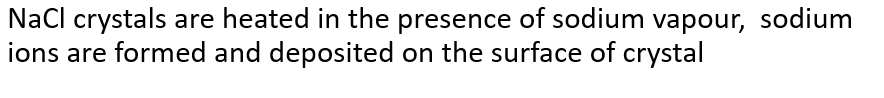 NaCl crystals are heated in the presence of sodium vapour,  sodium
ions are formed and deposited on the surface of crystal